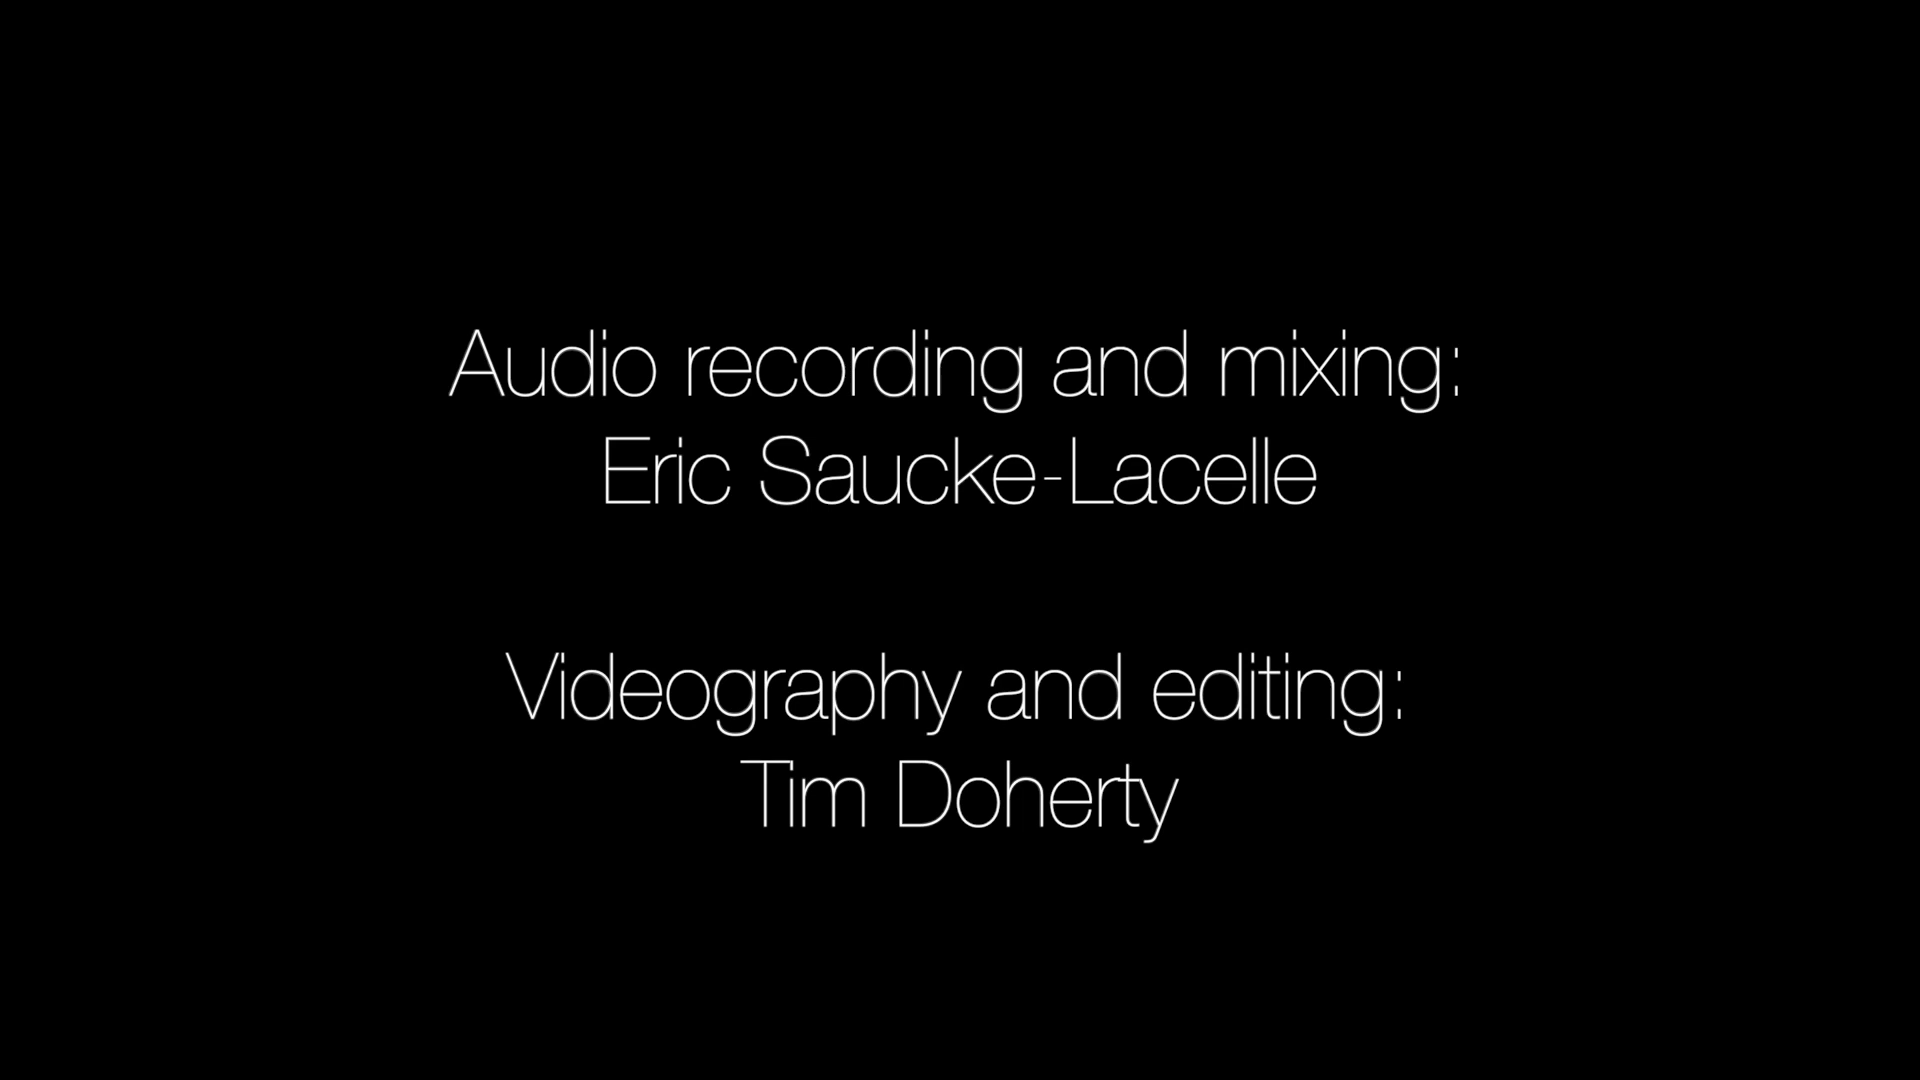 Audio recording and mixing:
Eric Saucke-Lacelle
Videography and editing:
Tim Doherty